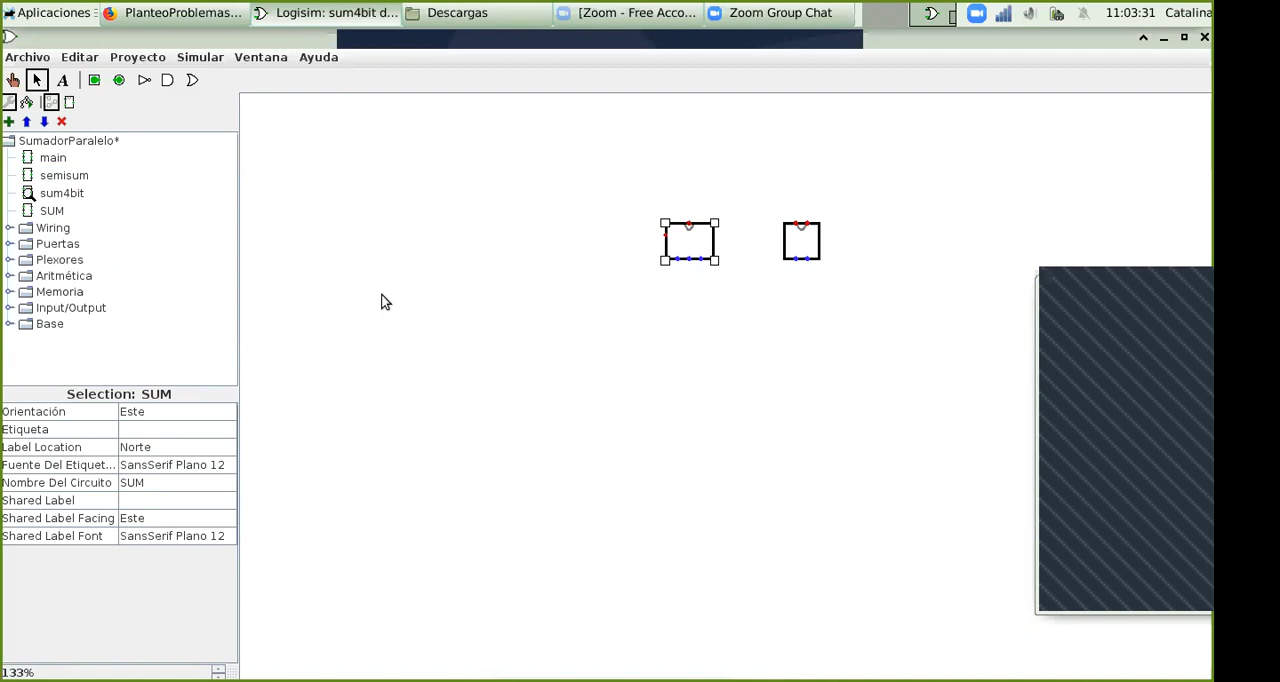 Aplicaciones
PlanteoProblemas...
Logisim: sum4bit d...
Descargas
[Zoom - Free Acco...
Zoom Group Chat
11:03:31
Catalina
Archivo Editar Proyecto Simular Ventana Ayuda
A
SumadorParalelo*
main
semisum
sum4bit
SUM
Wiring
Puertas
Plexores
Aritmética
Memoria
Input/Output
Base
Selection: SUM
Orientación Este
Etiqueta
Label Location Norte
Fuente Del Etiquet... SansSerif Plano 12
Nombre Del Circuito SUM
Shared Label
Shared Label Facing Este
Shared Label Font SansSerif Plano 12
133%